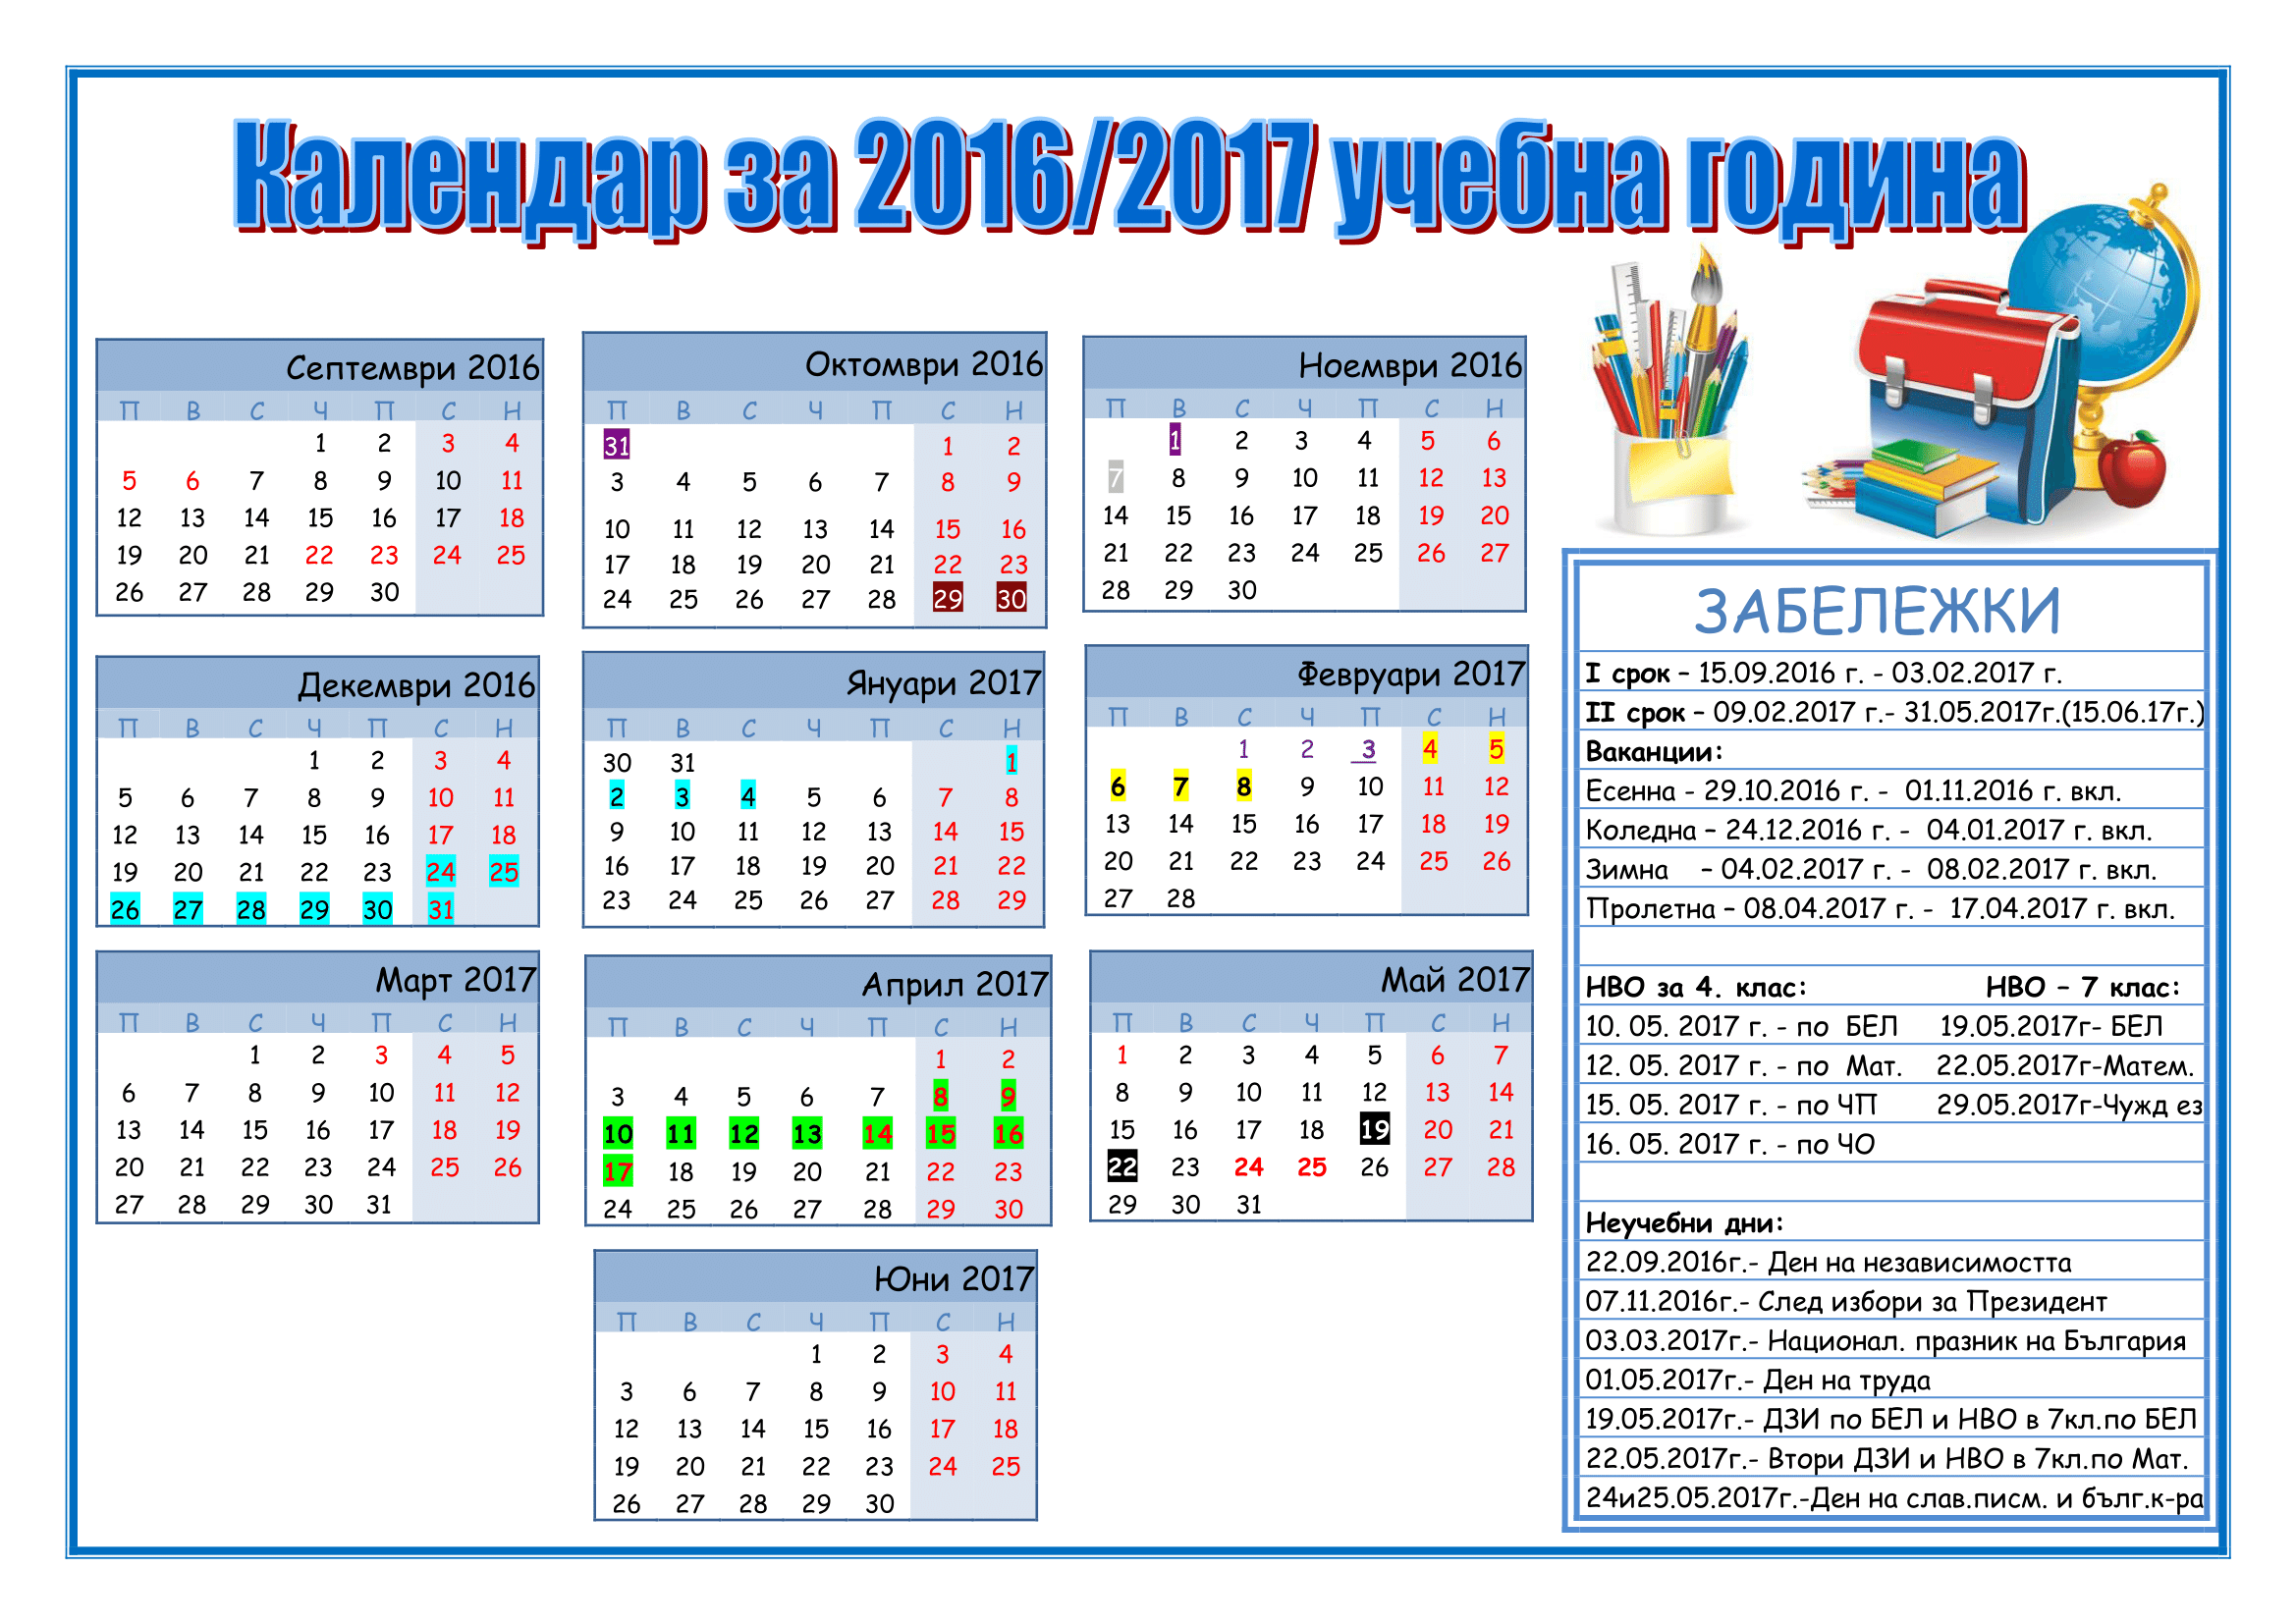 Календар за 2016/2017 учебна година
Септември 2016
П В С Ч П С Н
1 2 3 4
5 6 7 8 9 10 11
12 13 14 15 16 17 18
19 20 21 22 23 24 25
26 27 28 29 30
Октомври 2016
П В С Ч П С Н
31 1 2
3 4 5 6 7 8 9
10 11 12 13 14 15 16
17 18 19 20 21 22 23
24 25 26 27 28 29 30
Ноември 2016
П В С Ч П С Н
1 2 3 4 5 6
7 8 9 10 11 12 13
14 15 16 17 18 19 20
21 22 23 24 25 26 27
28 29 30
Декември 2016
П В С Ч П С Н
1 2 3 4
5 6 7 8 9 10 11
12 13 14 15 16 17 18
19 20 21 22 23 24 25
26 27 28 29 30 31
Януари 2017
П В С Ч П С Н
30 31 1
2 3 4 5 6 7 8
9 10 11 12 13 14 15
16 17 18 19 20 21 22
23 24 25 26 27 28 29
Февруари 2017
П В С Ч П С Н
1 2 3 4 5
6 7 8 9 10 11 12
13 14 15 16 17 18 19
20 21 22 23 24 25 26
27 28
Март 2017
П В С Ч П С Н
1 2 3 4 5
6 7 8 9 10 11 12
13 14 15 16 17 18 19
20 21 22 23 24 25 26
27 28 29 30 31
Април 2017
П В С Ч П С Н
1 2
3 4 5 6 7 8 9
10 11 12 13 14 15 16
17 18 19 20 21 22 23
24 25 26 27 28 29 30
Май 2017
П В С Ч П С Н
1 2 3 4 5 6 7
8 9 10 11 12 13 14
15 16 17 18 19 20 21
22 23 24 25 26 27 28
29 30 31
Юни 2017
П В С Ч П С Н
1 2 3 4
3 6 7 8 9 10 11
12 13 14 15 16 17 18
19 20 21 22 23 24 25
26 27 28 29 30
ЗАБЕЛЕЖКИ
I срок – 15.09.2016 г. - 03.02.2017 г.
II срок – 09.02.2017 г.- 31.05.2017г.(15.06.17г.)
Ваканции:
Есенна - 29.10.2016 г. - 01.11.2016 г. вкл.
Коледна – 24.12.2016 г. - 04.01.2017 г. вкл.
Зимна – 04.02.2017 г. - 08.02.2017 г. вкл.
Пролетна – 08.04.2017 г. - 17.04.2017 г. вкл.
НВО за 4. клас: НВО – 7 клас:
10. 05. 2017 г. - по БЕЛ 19.05.2017г- БЕЛ
12. 05. 2017 г. - по Мат. 22.05.2017г-Матем.
15. 05. 2017 г. - по ЧП 29.05.2017г-Чужд ез
16. 05. 2017 г. - по ЧО
Неучебни дни:
22.09.2016г.- Ден на независимостта
07.11.2016г.- След избори за Президент
03.03.2017г.- Национал. празник на България
01.05.2017г.- Ден на труда
19.05.2017г.- ДЗИ по БЕЛ и НВО в 7кл.по БЕЛ
22.05.2017г.- Втори ДЗИ и НВО в 7кл.по Мат.
24и25.05.2017г.-Ден на слав.писм. и бълг.к-ра